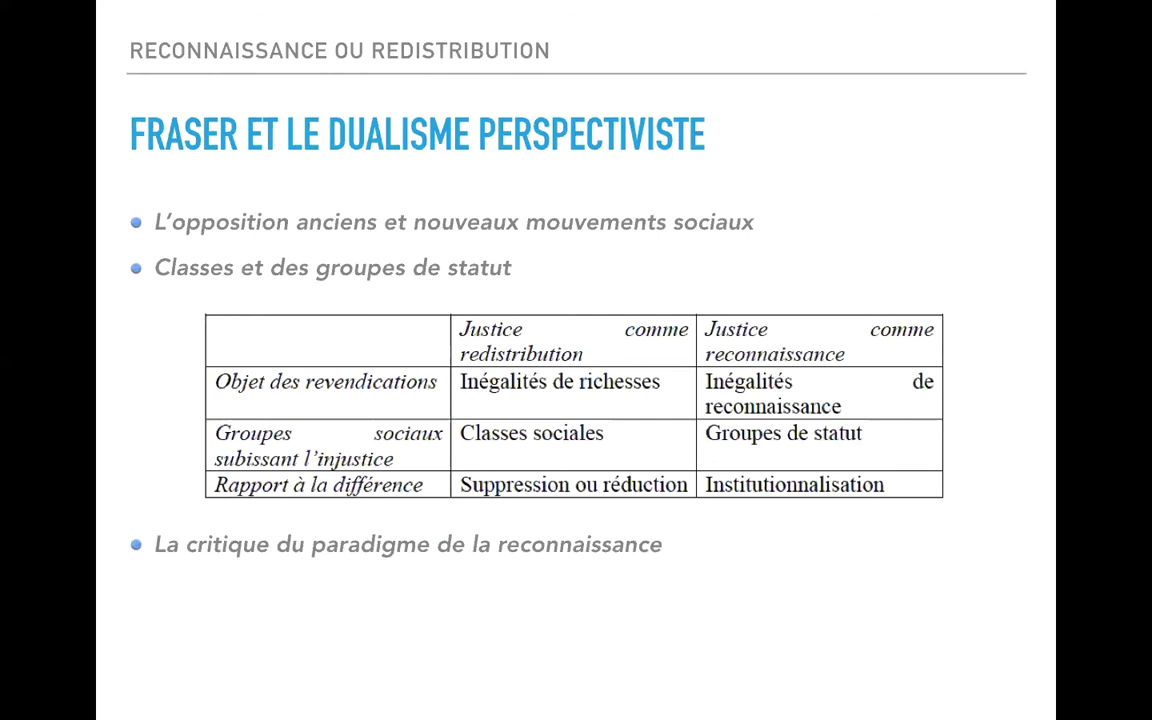 RECONNAISSANCE OU REDISTRIBUTION
FRASER ET LE DUALISME PERSPECTIVISTE
L’opposition anciens et nouveaux mouvements sociaux
Classes et des groupes de statut
Justice comme redistribution
Justice comme reconnaissance
Objet des revendications
Inégalités de richesses
Inégalités de reconnaissance
Groupes sociaux subissant l’injustice
Classes sociales
Groupes de statut
Rapport à la différence
Suppression ou réduction
Institutionnalisation
La critique du paradigme de la reconnaissance